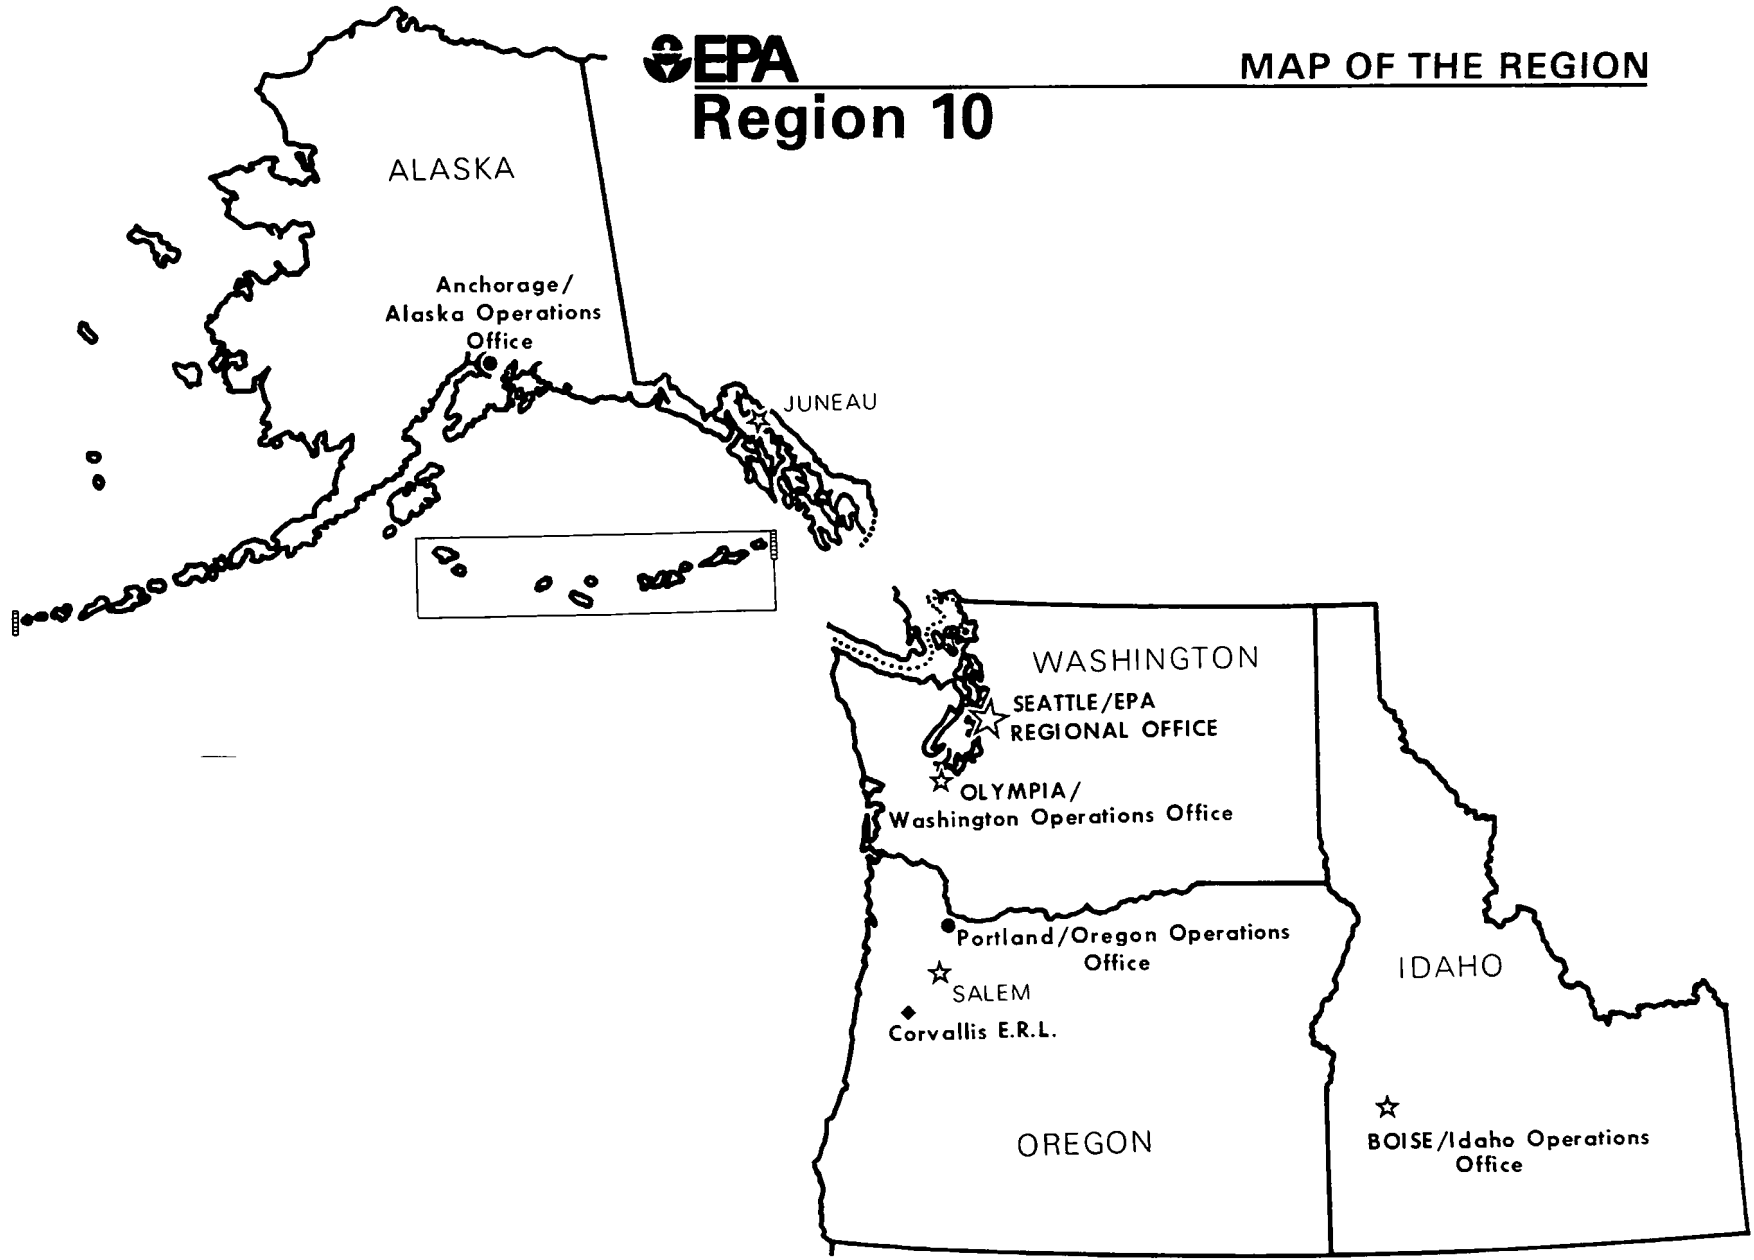 EPA
MAP OF THE REGION
Region 10
ALASKA
Anchorage/
Alaska Operations
Office
JUNEAU
WASHINGTON
SEATTLE/EPA
REGIONAL OFFICE
OLYMPIA/
Washington Operations Office
Portland/Oregon Operations
Office
SALEM
Corvallis E.R.L.
IDAHO
OREGON
BOISE/Idaho Operations
Office